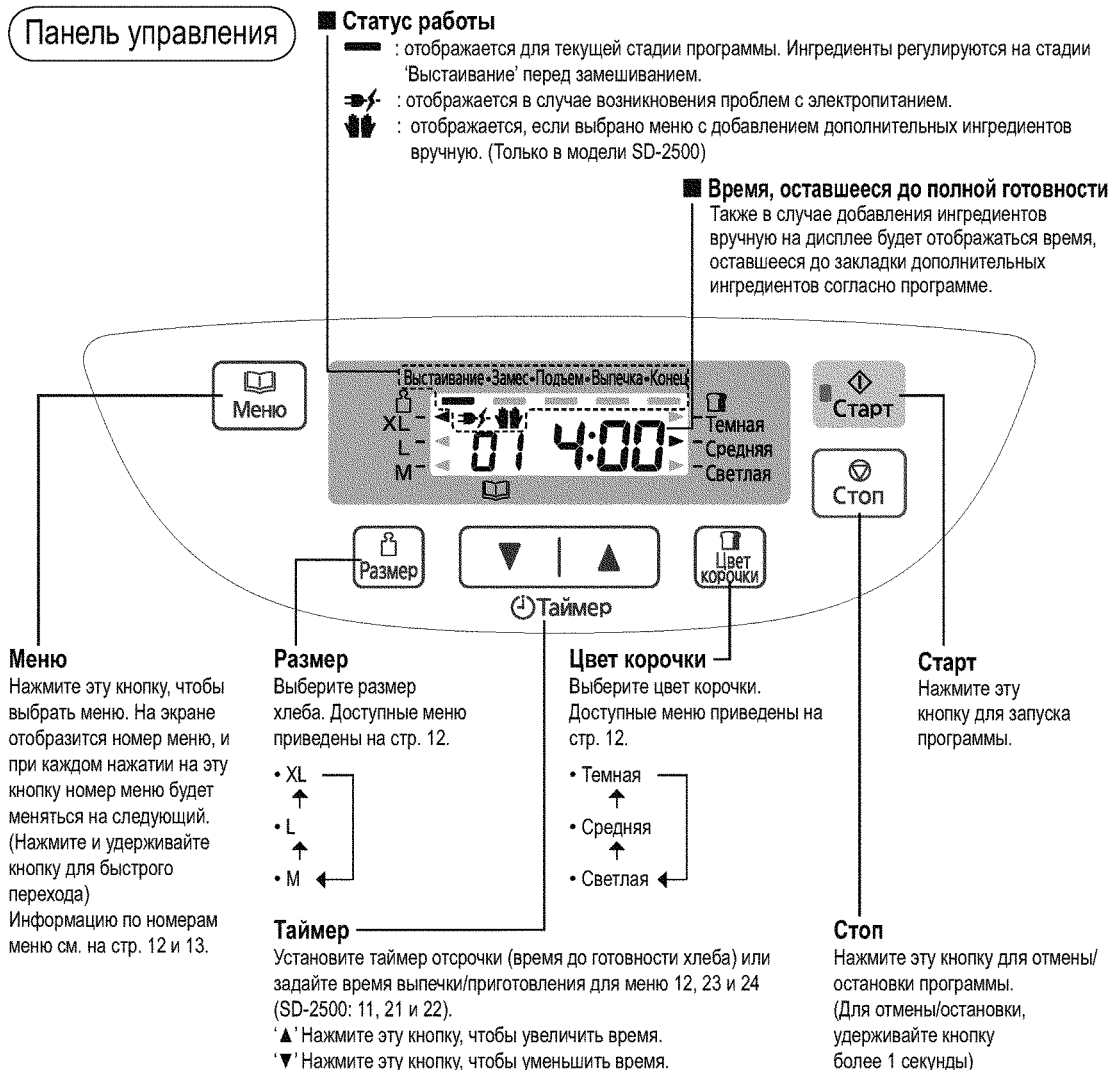 Панель управления
■ Статус работы
: отображается для текущей стадии программы. Ингредиенты регулируются на стадии
'Выстаивание' перед замешиванием.
: отображается в случае возникновения проблем с электропитанием.
: отображается, если выбрано меню с добавлением дополнительных ингредиентов
вручную. (Только в модели SD-2500)
■ Время, оставшееся до полной готовности
Также в случае добавления ингредиентов
вручную на дисплее будет отображаться время,
оставшееся до закладки дополнительных
ингредиентов согласно программе.
Меню
Выстаивание•Замес•Подъем•Выпечка•Конец
XL
L
M
01 4:00
Темная
Средняя
Светлая
Старт
Стоп
Размер
▼ | ▲
Таймер
Цвет
корочки
Меню
Нажмите эту кнопку, чтобы
выбрать меню. На экране
отобразится номер меню, и
при каждом нажатии на эту
кнопку номер меню будет
меняться на следующий.
(Нажмите и удерживайте
кнопку для быстрого
перехода)
Информацию по номерам
меню см. на стр. 12 и 13.
Размер
Выберите размер
хлеба. Доступные меню
приведены на стр. 12.
• XL
• L
• M
Цвет корочки
Выберите цвет корочки.
Доступные меню приведены на
стр. 12.
• Темная
• Средняя
• Светлая
Старт
Нажмите эту
кнопку для запуска
программы.
Таймер
Установите таймер отсрочки (время до готовности хлеба) или
задайте время выпечки/приготовления для меню 12, 23 и 24
(SD-2500: 11, 21 и 22).
'▲' Нажмите эту кнопку, чтобы увеличить время.
'▼' Нажмите эту кнопку, чтобы уменьшить время.
Стоп
Нажмите эту кнопку для отмены/
остановки программы.
(Для отмены/остановки,
удерживайте кнопку
более 1 секунды)